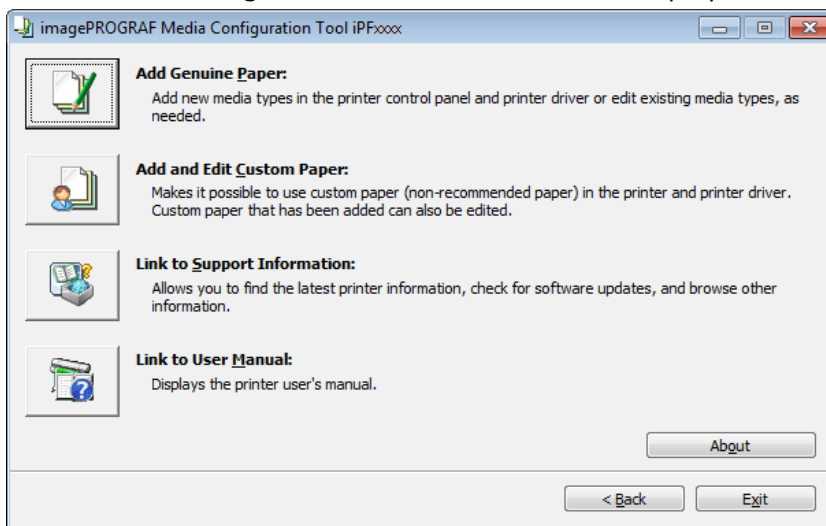 imagePROGRAF Media Configuration Tool iPFxxxx
Add Genuine Paper:
Add new media types in the printer control panel and printer driver or edit existing media types, as
needed.
Add and Edit Custom Paper:
Makes it possible to use custom paper (non-recommended paper) in the printer and printer driver.
Custom paper that has been added can also be edited.
Link to Support Information:
Allows you to find the latest printer information, check for software updates, and browse other
information.
Link to User Manual:
Displays the printer user's manual.
About
< Back Exit